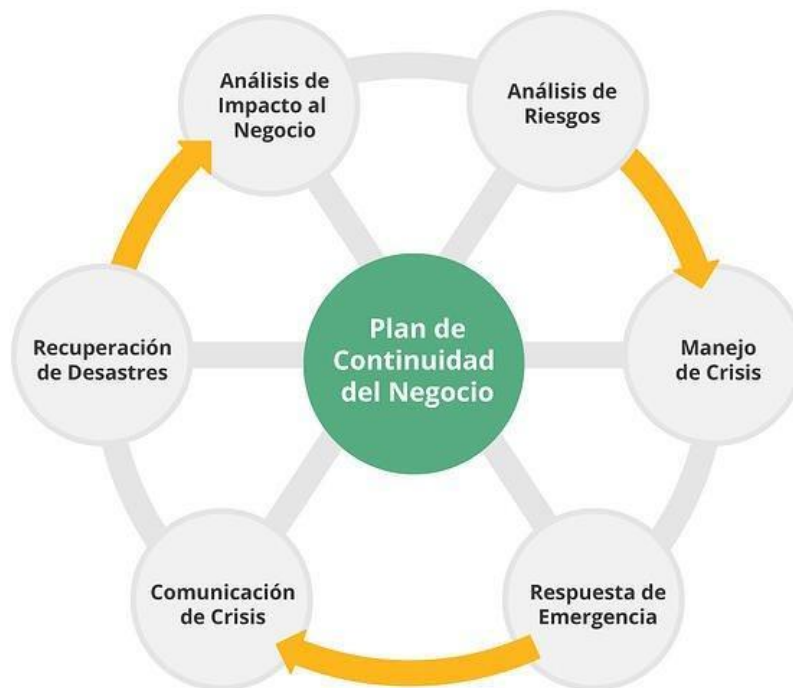 Análisis de
Impacto al
Negocio
Análisis de
Riesgos
Plan de
Continuidad
del Negocio
Recuperación
de Desastres
Manejo
de Crisis
Comunicación
de Crisis
Respuesta de
Emergencia